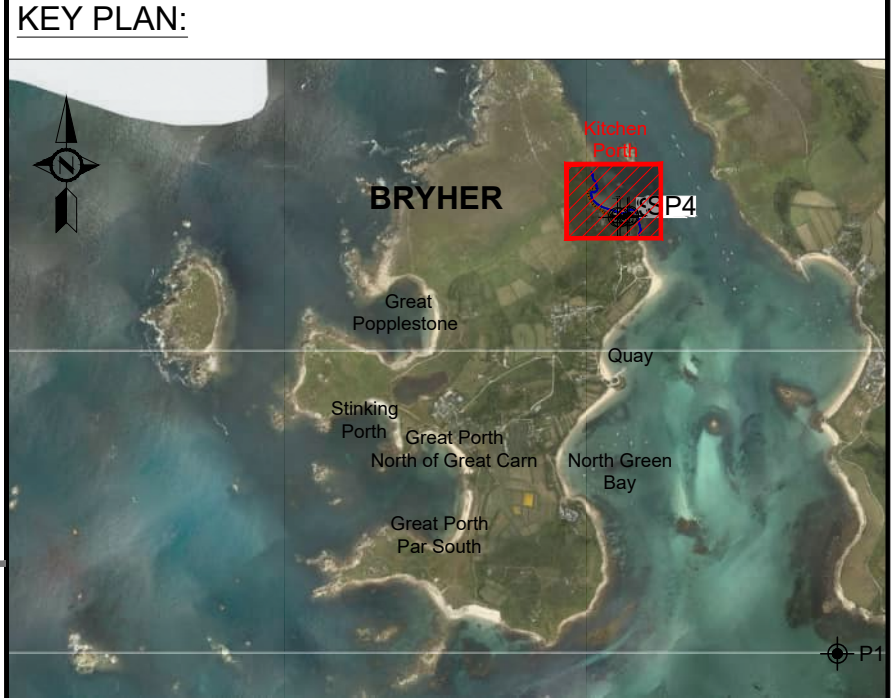 KEY PLAN:
N
Kitchen
Porth
BRYHER
SP4
Great
Popplestone
Quay
Stinking
Porth
Great Porth
North of Great Carn
North Green
Bay
Great Porth
Par South
P1